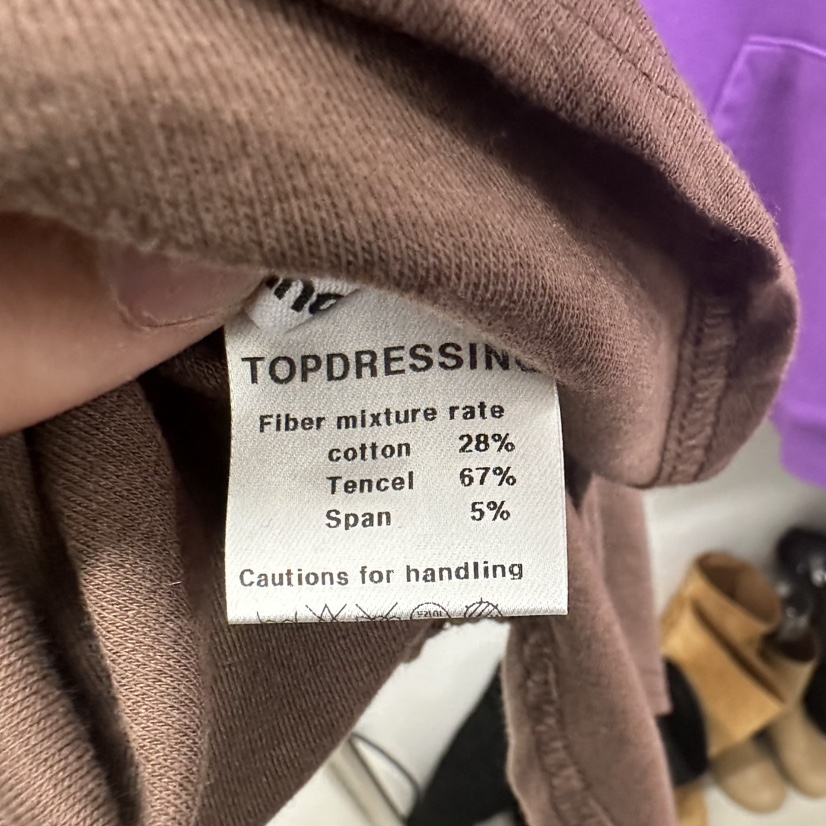 TOPDRESSING
Fiber mixture rate
cotton 28%
Tencel 67%
Span 5%
Cautions for handling